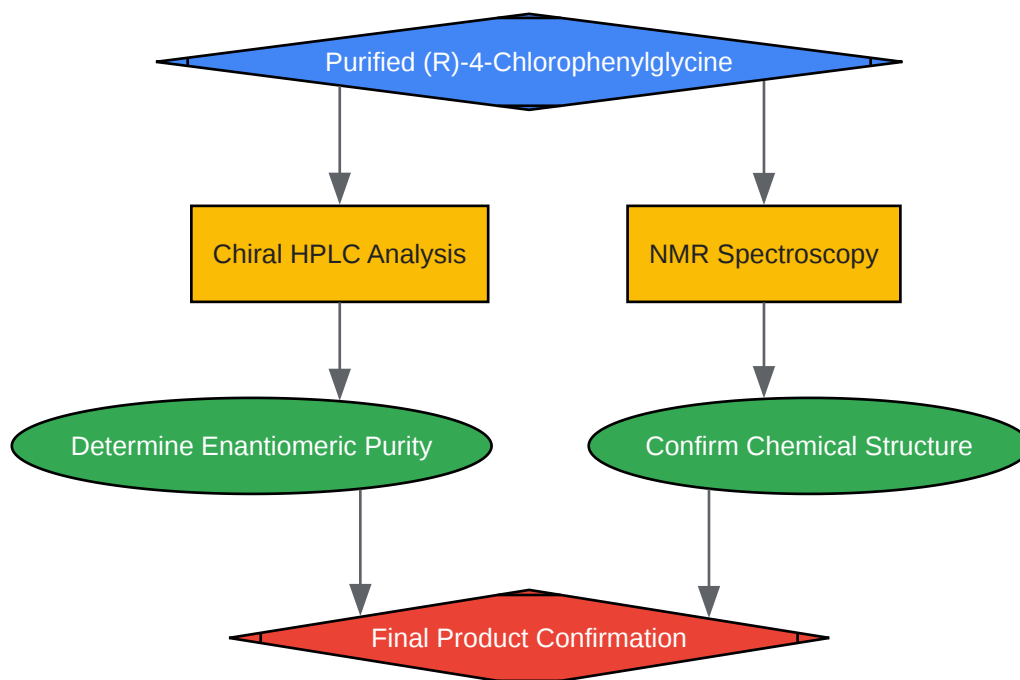 Purified (R)-4-Chlorophenylglycine
Chiral HPLC Analysis
NMR Spectroscopy
Determine Enantiomeric Purity
Confirm Chemical Structure
Final Product Confirmation